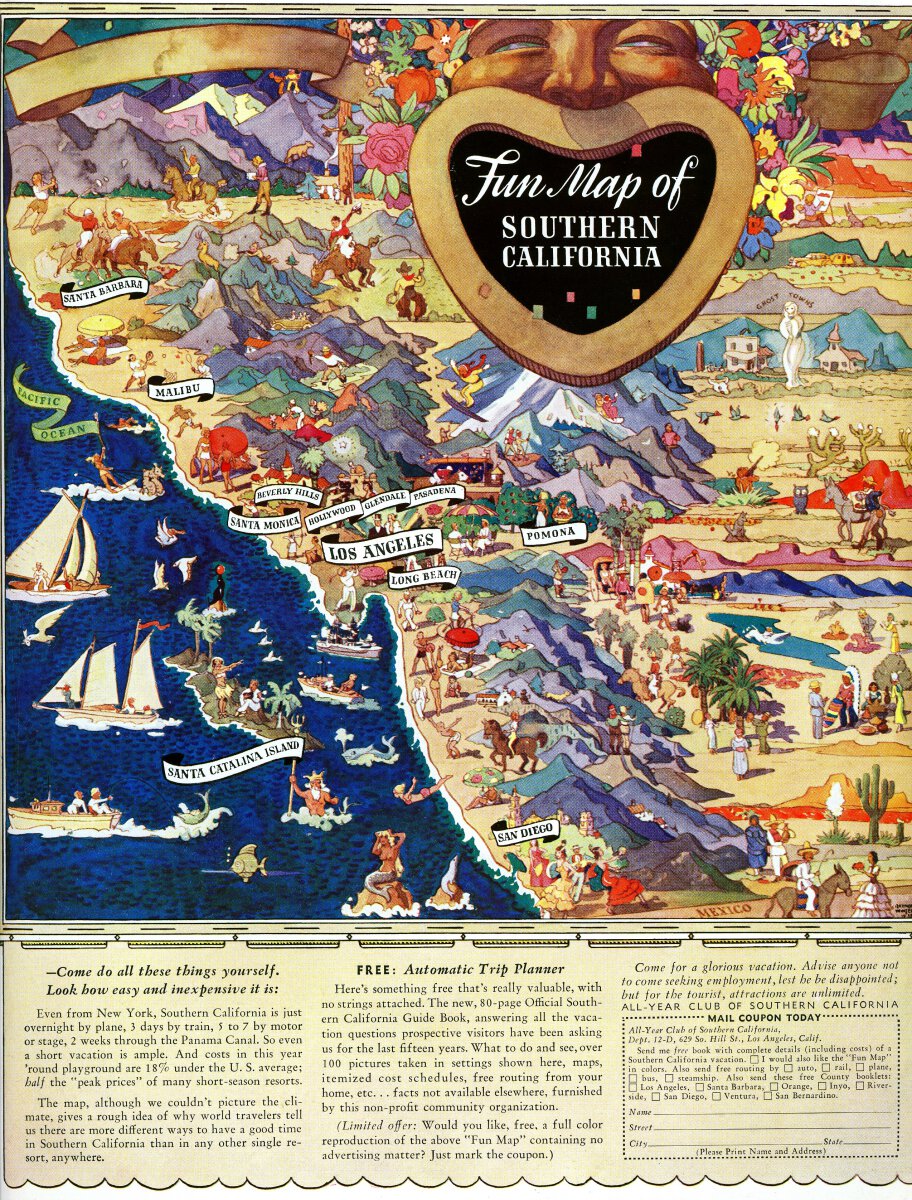 Fun Map of
SOUTHERN
CALIFORNIA
SANTA BARBARA
GHOST TOWNS
MALIBU
PACIFIC
OCEAN
BEVERLY HILLS
SANTA MONICA
HOLLYWOOD
GLENDALE
PASADENA
LOS ANGELES
POMONA
LONG BEACH
SANTA CATALINA ISLAND
SAN DIEGO
MEXICO
—Come do all these things yourself.
Look how easy and inexpensive it is:
Even from New York, Southern California is just
overnight by plane, 3 days by train, 5 to 7 by motor
or stage, 2 weeks through the Panama Canal. So even
a short vacation is ample. And costs in this year
'round playground are 18% under the U. S. average;
half the "peak prices" of many short-season resorts.
The map, although we couldn't picture the cli-
mate, gives a rough idea of why world travelers tell
us there are more different ways to have a good time
in Southern California than in any other single re-
sort, anywhere.
FREE: Automatic Trip Planner
Here's something free that's really valuable, with
no strings attached. The new, 80-page Official South-
ern California Guide Book, answering all the vaca-
tion questions prospective visitors have been asking
us for the last fifteen years. What to do and see, over
100 pictures taken in settings shown here, maps,
itemized cost schedules, free routing from your
home, etc. . . facts not available elsewhere, furnished
by this non-profit community organization.
(Limited offer: Would you like, free, a full color
reproduction of the above "Fun Map" containing no
advertising matter? Just mark the coupon.)
Come for a glorious vacation. Advise anyone not
to come seeking employment, lest he be disappointed;
but for the tourist, attractions are unlimited.
ALL-YEAR CLUB OF SOUTHERN CALIFORNIA
MAIL COUPON TODAY
All-Year Club of Southern California,
Dept. 12-D, 629 So. Hill St., Los Angeles, Calif.
Send me free book with complete details (including costs) of a
Southern California vacation. ☐ I would also like the "Fun Map"
in colors. Also send free routing by ☐ auto, ☐ rail, ☐ plane,
☐ bus, ☐ steamship. Also send these free County booklets:
☐ Los Angeles, ☐ Santa Barbara, ☐ Orange, ☐ Inyo, ☐ River-
side, ☐ San Diego, ☐ Ventura, ☐ San Bernardino.
Name
Street
City State
(Please Print Name and Address)